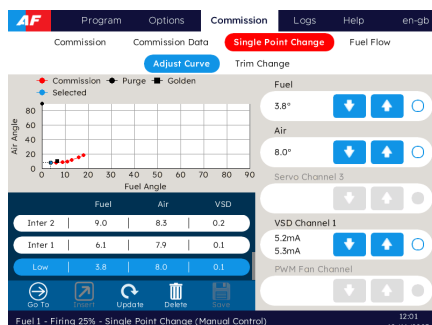 AF Program Options Commission Logs Help en-gb
Commission Commission Data Single Point Change Fuel Flow
Adjust Curve Trim Change
Commission Purge Golden
Selected
Air Angle
80
60
40
20
0
0 10 20 30 40 50 60 70 80 90
Fuel Angle
Fuel
3.8°
Air
8.0°
Servo Channel 3
VSD Channel 1
5.2mA
5.3mA
PWM Fan Channel
Fuel Air VSD
Inter 2 9.0 8.3 0.2
Inter 1 6.1 7.9 0.1
Low 3.8 8.0 0.1
Go To Insert Update Delete Save
Fuel 1 - Firing 25% - Single Point Change (Manual Control)
12:01